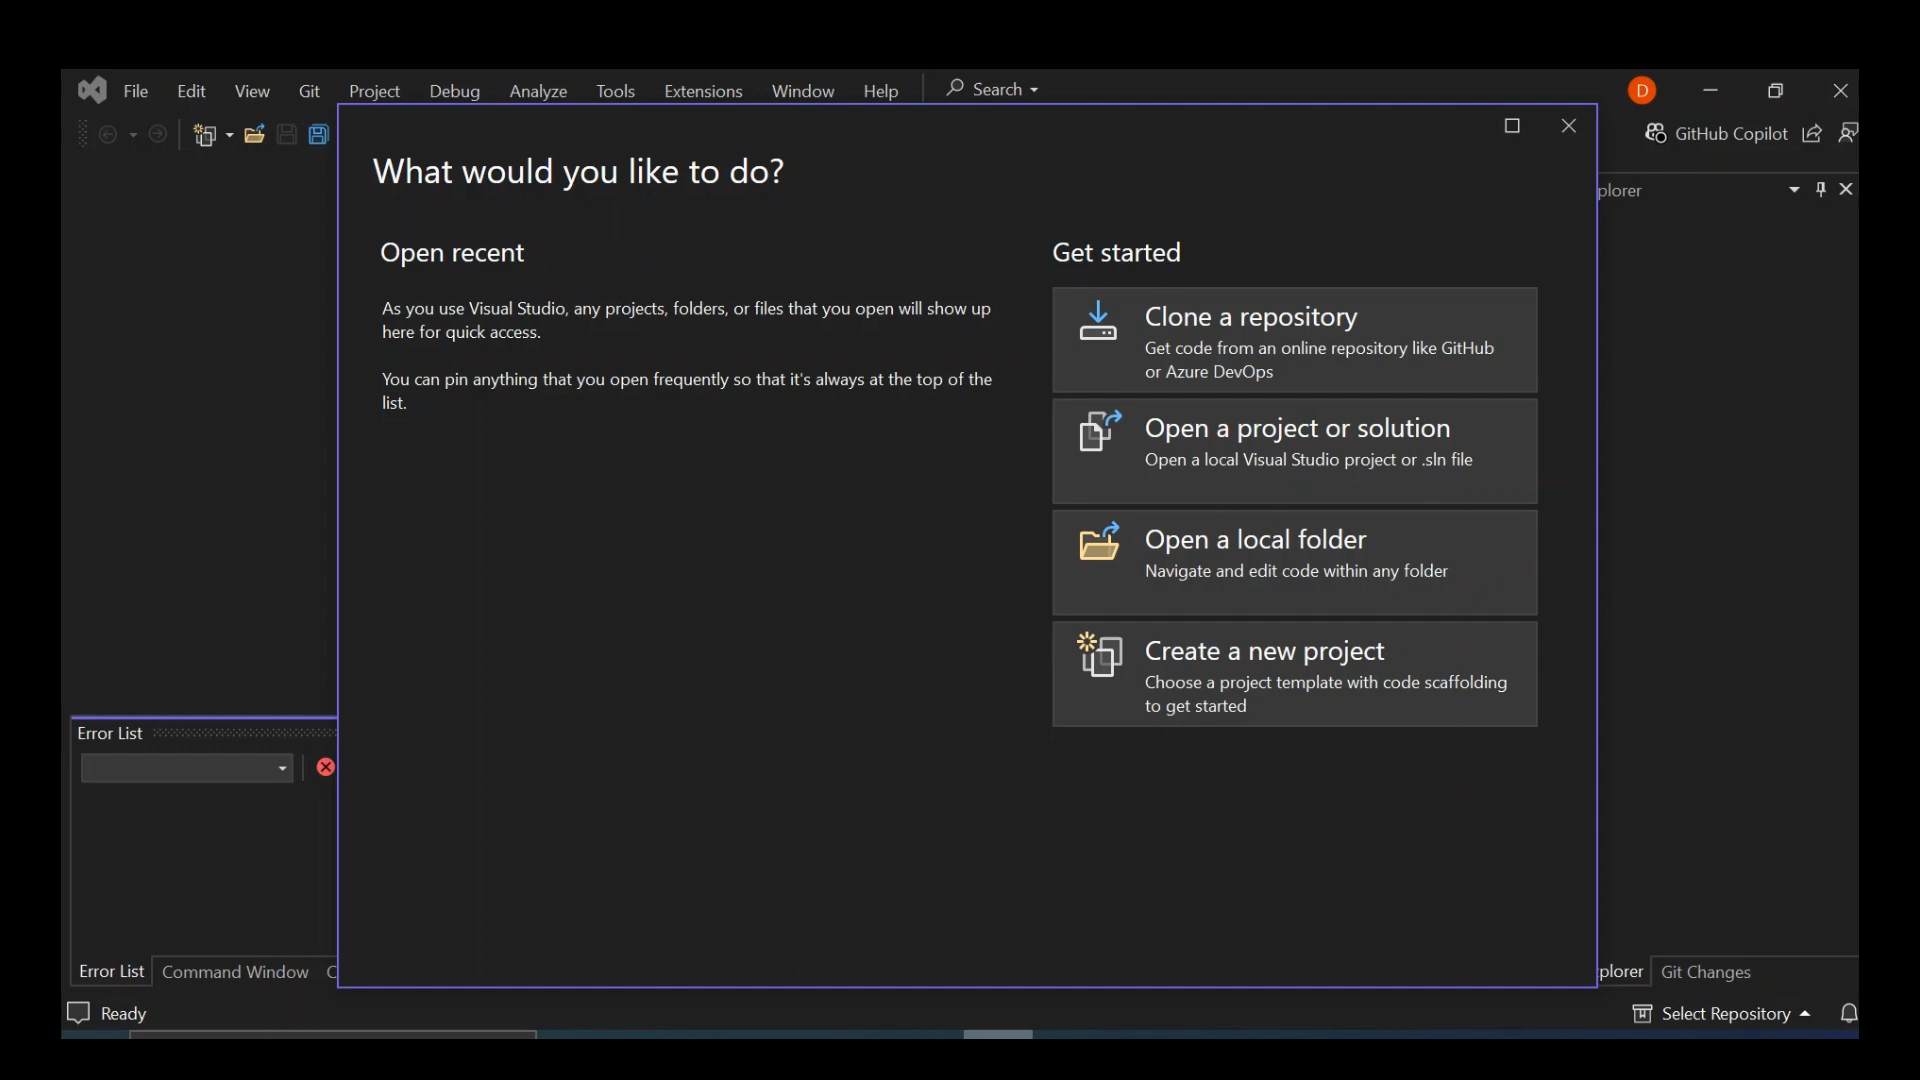 File Edit View Git Project Debug Analyze Tools Extensions Window Help Search
D
GitHub Copilot
What would you like to do?
plorer
Open recent
As you use Visual Studio, any projects, folders, or files that you open will show up
here for quick access.
You can pin anything that you open frequently so that it's always at the top of the
list.
Get started
Clone a repository
Get code from an online repository like GitHub
or Azure DevOps
Open a project or solution
Open a local Visual Studio project or .sln file
Open a local folder
Navigate and edit code within any folder
Create a new project
Choose a project template with code scaffolding
to get started
Error List
Error List Command Window
plorer Git Changes
Ready
Select Repository